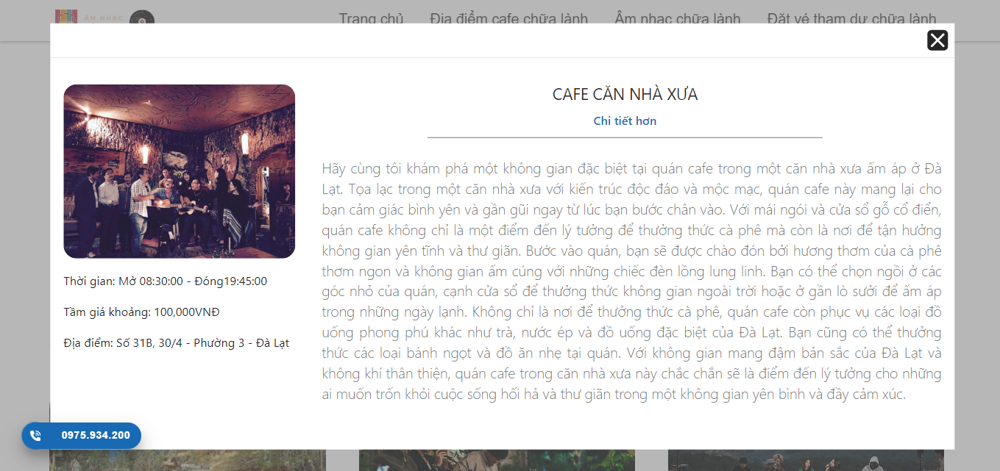 ÂM NHẠC
Trang chủ Địa điểm cafe chữa lành Âm nhạc chữa lành Đặt vé tham dự chữa lành
CAFE CĂN NHÀ XƯA
Chi tiết hơn
Hãy cùng tôi khám phá một không gian đặc biệt tại quán cafe trong một căn nhà xưa ấm áp ở Đà
Lạt. Tọa lạc trong một căn nhà xưa với kiến trúc độc đáo và mộc mạc, quán cafe này mang lại cho
bạn cảm giác bình yên và gần gũi ngay từ lúc bạn bước chân vào. Với mái ngói và cửa sổ gỗ cổ điển,
quán cafe không chỉ là một điểm đến lý tưởng để thưởng thức cà phê mà còn là nơi để tận hưởng
không gian yên tĩnh và thư giãn. Bước vào quán, bạn sẽ được chào đón bởi hương thơm của cà phê
thơm ngon và không gian ấm cúng với những chiếc đèn lồng lung linh. Bạn có thể chọn ngồi ở các
góc nhỏ của quán, cạnh cửa sổ để thưởng thức không gian ngoài trời hoặc ở gần lò sưởi để ấm áp
trong những ngày lạnh. Không chỉ là nơi để thưởng thức cà phê, quán cafe còn phục vụ các loại đồ
uống phong phú khác như trà, nước ép và đồ uống đặc biệt của Đà Lạt. Bạn cũng có thể thưởng
thức các loại bánh ngọt và đồ ăn nhẹ tại quán. Với không gian mang đậm bản sắc của Đà Lạt và
không khí thân thiện, quán cafe trong căn nhà xưa này chắc chắn sẽ là điểm đến lý tưởng cho những
ai muốn trốn khỏi cuộc sống hối hả và thư giãn trong một không gian yên bình và đầy cảm xúc.
Thời gian: Mở 08:30:00 - Đóng19:45:00
Tầm giá khoảng: 100,000VNĐ
Địa điểm: Số 31B, 30/4 - Phường 3 - Đà Lạt
0975.934.200